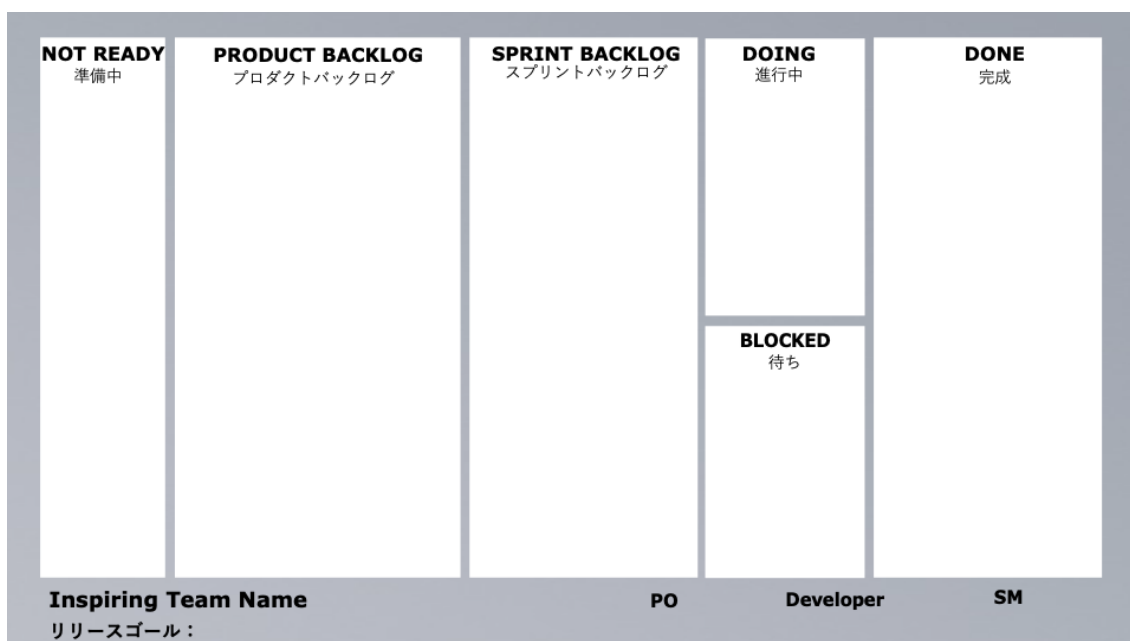 NOT READY
準備中
PRODUCT BACKLOG
プロダクトバックログ
SPRINT BACKLOG
スプリントバックログ
DOING
進行中
BLOCKED
待ち
DONE
完成
Inspiring Team Name
PO
Developer
SM
リリースゴール：